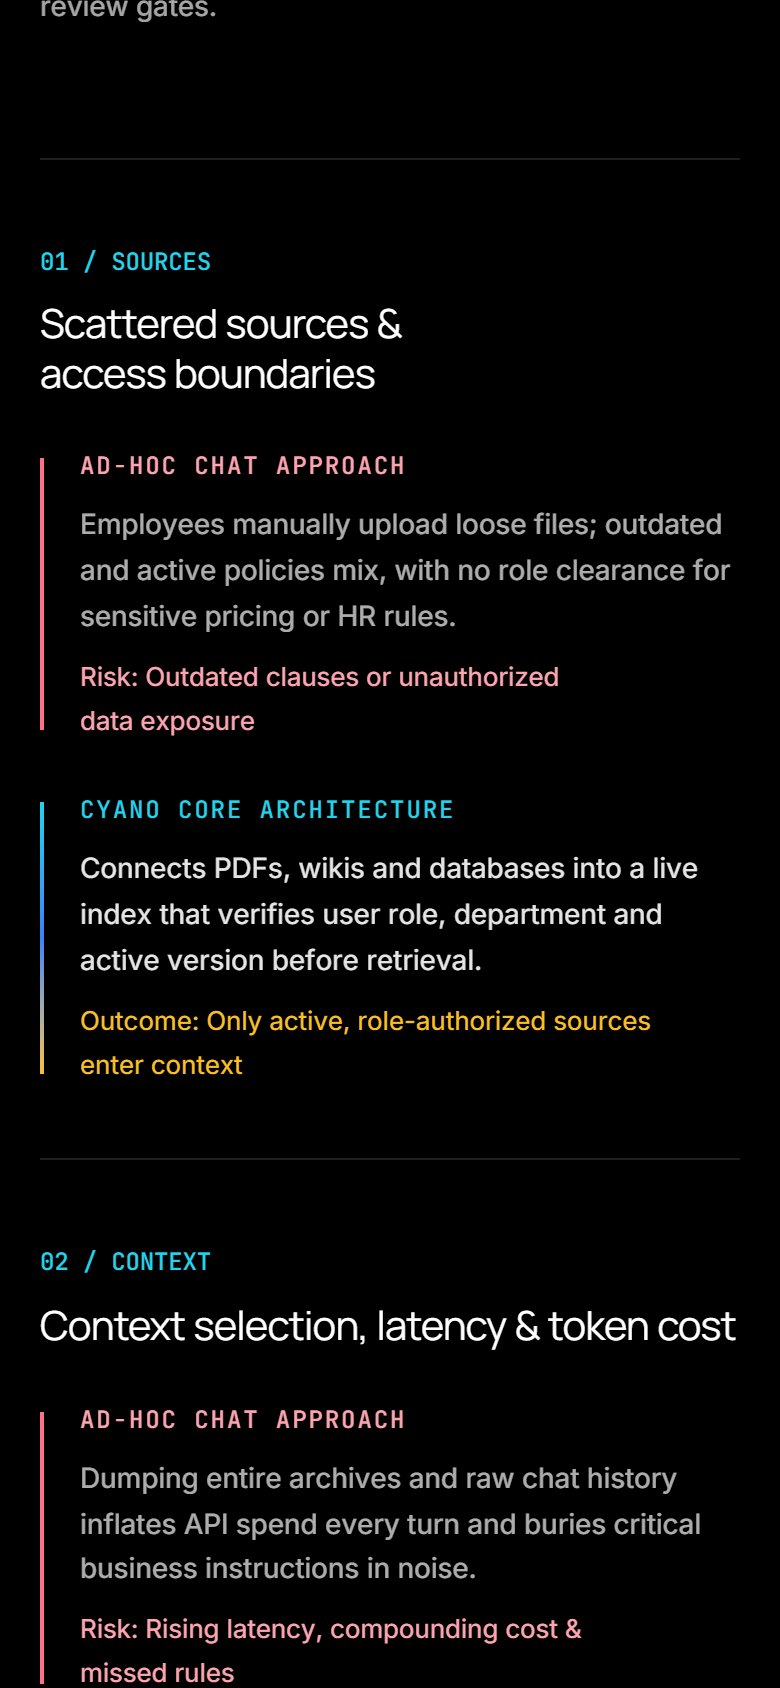 review gates.
01 / SOURCES
Scattered sources &
access boundaries
AD-HOC CHAT APPROACH
Employees manually upload loose files; outdated
and active policies mix, with no role clearance for
sensitive pricing or HR rules.
Risk: Outdated clauses or unauthorized
data exposure
CYANO CORE ARCHITECTURE
Connects PDFs, wikis and databases into a live
index that verifies user role, department and
active version before retrieval.
Outcome: Only active, role-authorized sources
enter context
02 / CONTEXT
Context selection, latency & token cost
AD-HOC CHAT APPROACH
Dumping entire archives and raw chat history
inflates API spend every turn and buries critical
business instructions in noise.
Risk: Rising latency, compounding cost &
missed rules